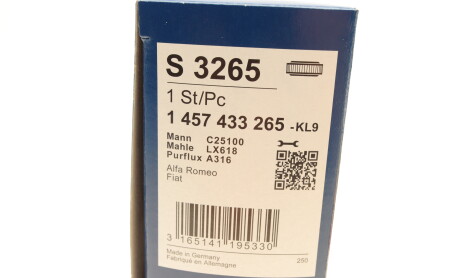 S 3265
1 St/Pc
1 457 433 265 -KL9
Mann C25100
Mahle LX618
Purflux A316
Alfa Romeo
Fiat
3 165141 195330
Made in Germany
Fabriqué en Allemagne
250